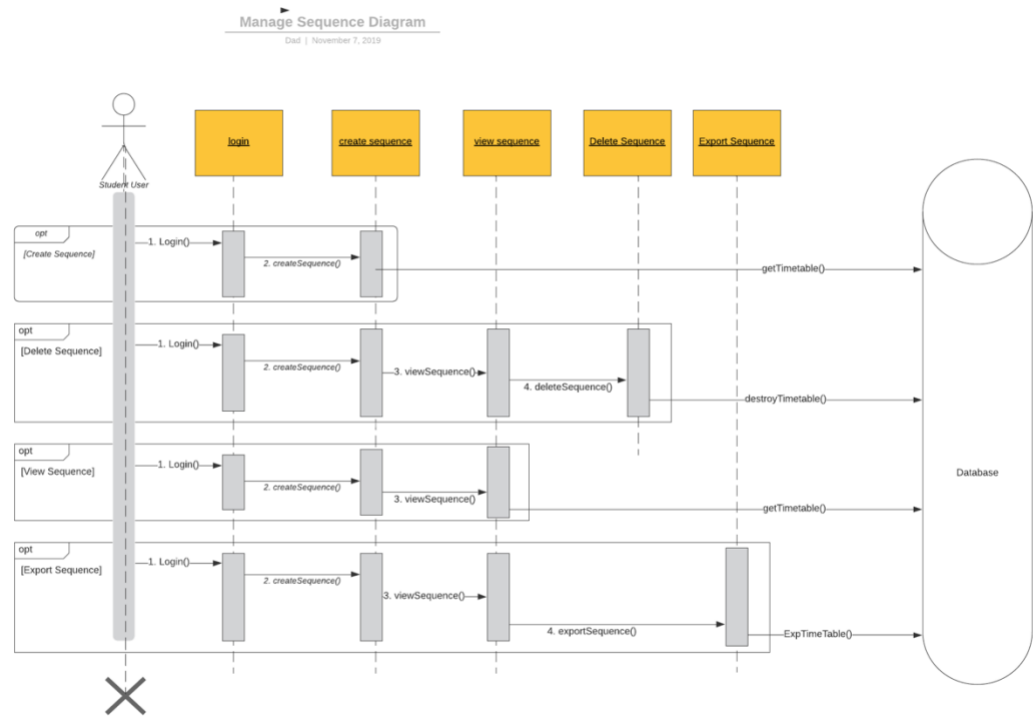 Manage Sequence Diagram
Dad | November 7, 2019
login
create sequence
view sequence
Delete Sequence
Export Sequence
Student User
opt
[Create Sequence]
1. Login()
2. createSequence()
getTimetable()
opt
[Delete Sequence]
1. Login()
2. createSequence()
3. viewSequence()
4. deleteSequence()
destroyTimetable()
opt
[View Sequence]
1. Login()
2. createSequence()
3. viewSequence()
getTimetable()
Database
opt
[Export Sequence]
1. Login()
2. createSequence()
3. viewSequence()
4. exportSequence()
ExpTimeTable()